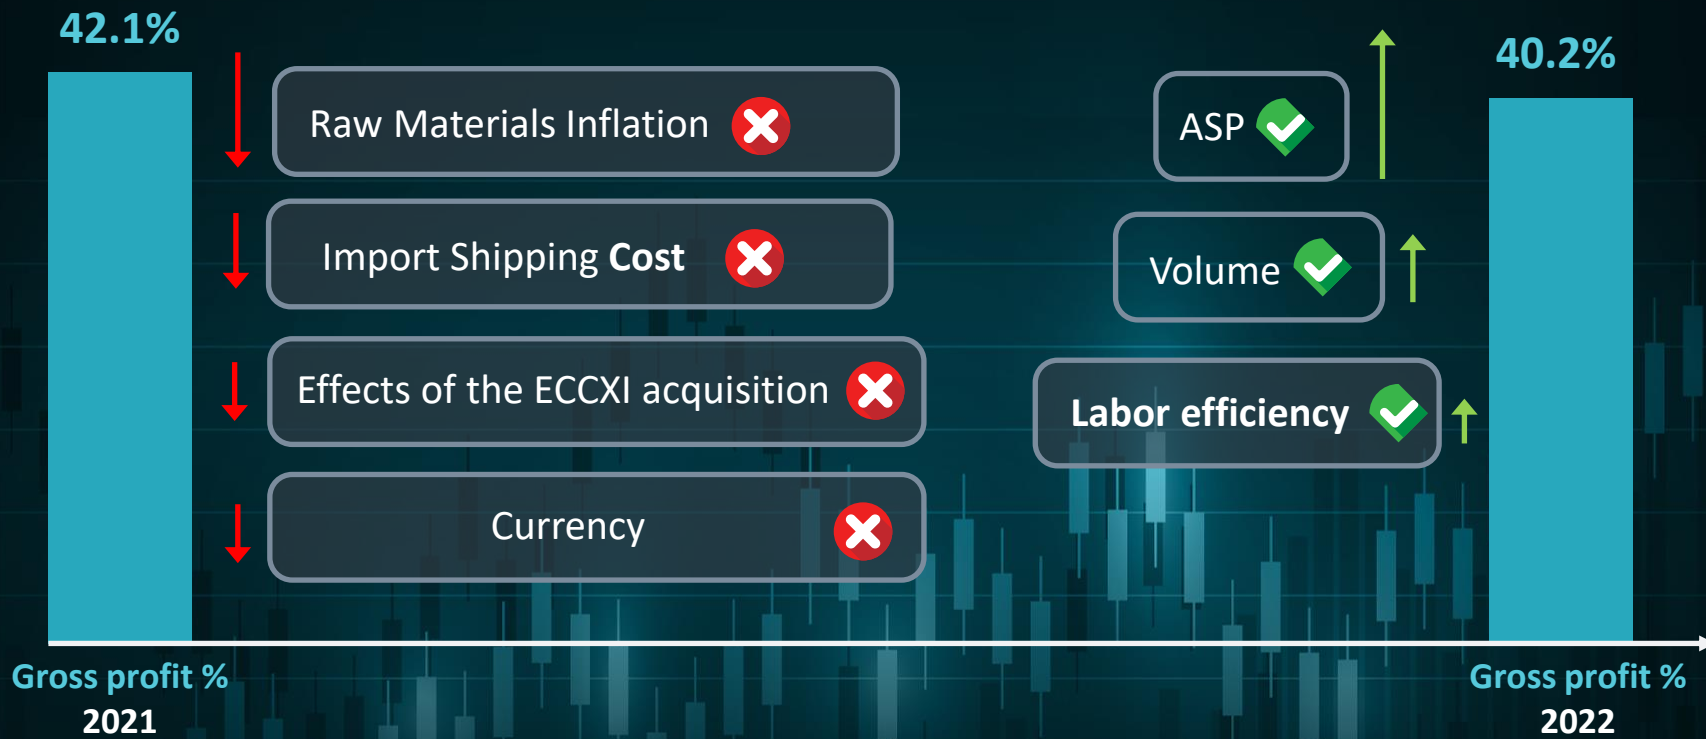 42.1%
Raw Materials Inflation
Import Shipping Cost
Effects of the ECCXI acquisition
Currency
ASP
Volume
Labor efficiency
40.2%
Gross profit %
2021
Gross profit %
2022